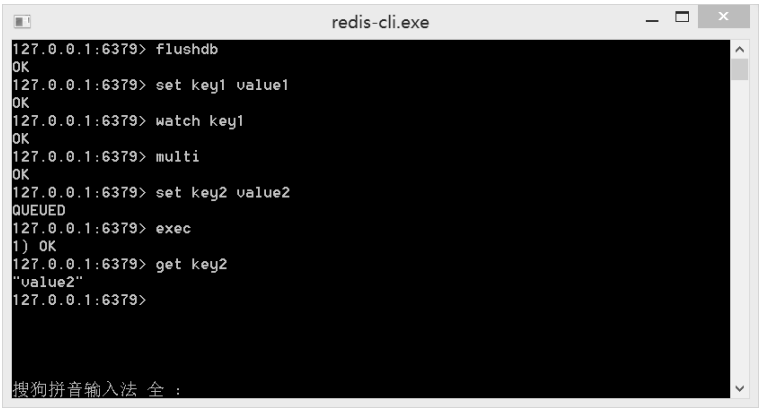 redis-cli.exe
127.0.0.1:6379> flushdb
OK
127.0.0.1:6379> set key1 value1
OK
127.0.0.1:6379> watch key1
OK
127.0.0.1:6379> multi
OK
127.0.0.1:6379> set key2 value2
QUEUED
127.0.0.1:6379> exec
1) OK
127.0.0.1:6379> get key2
"value2"
127.0.0.1:6379>
搜狗拼音输入法 全 :